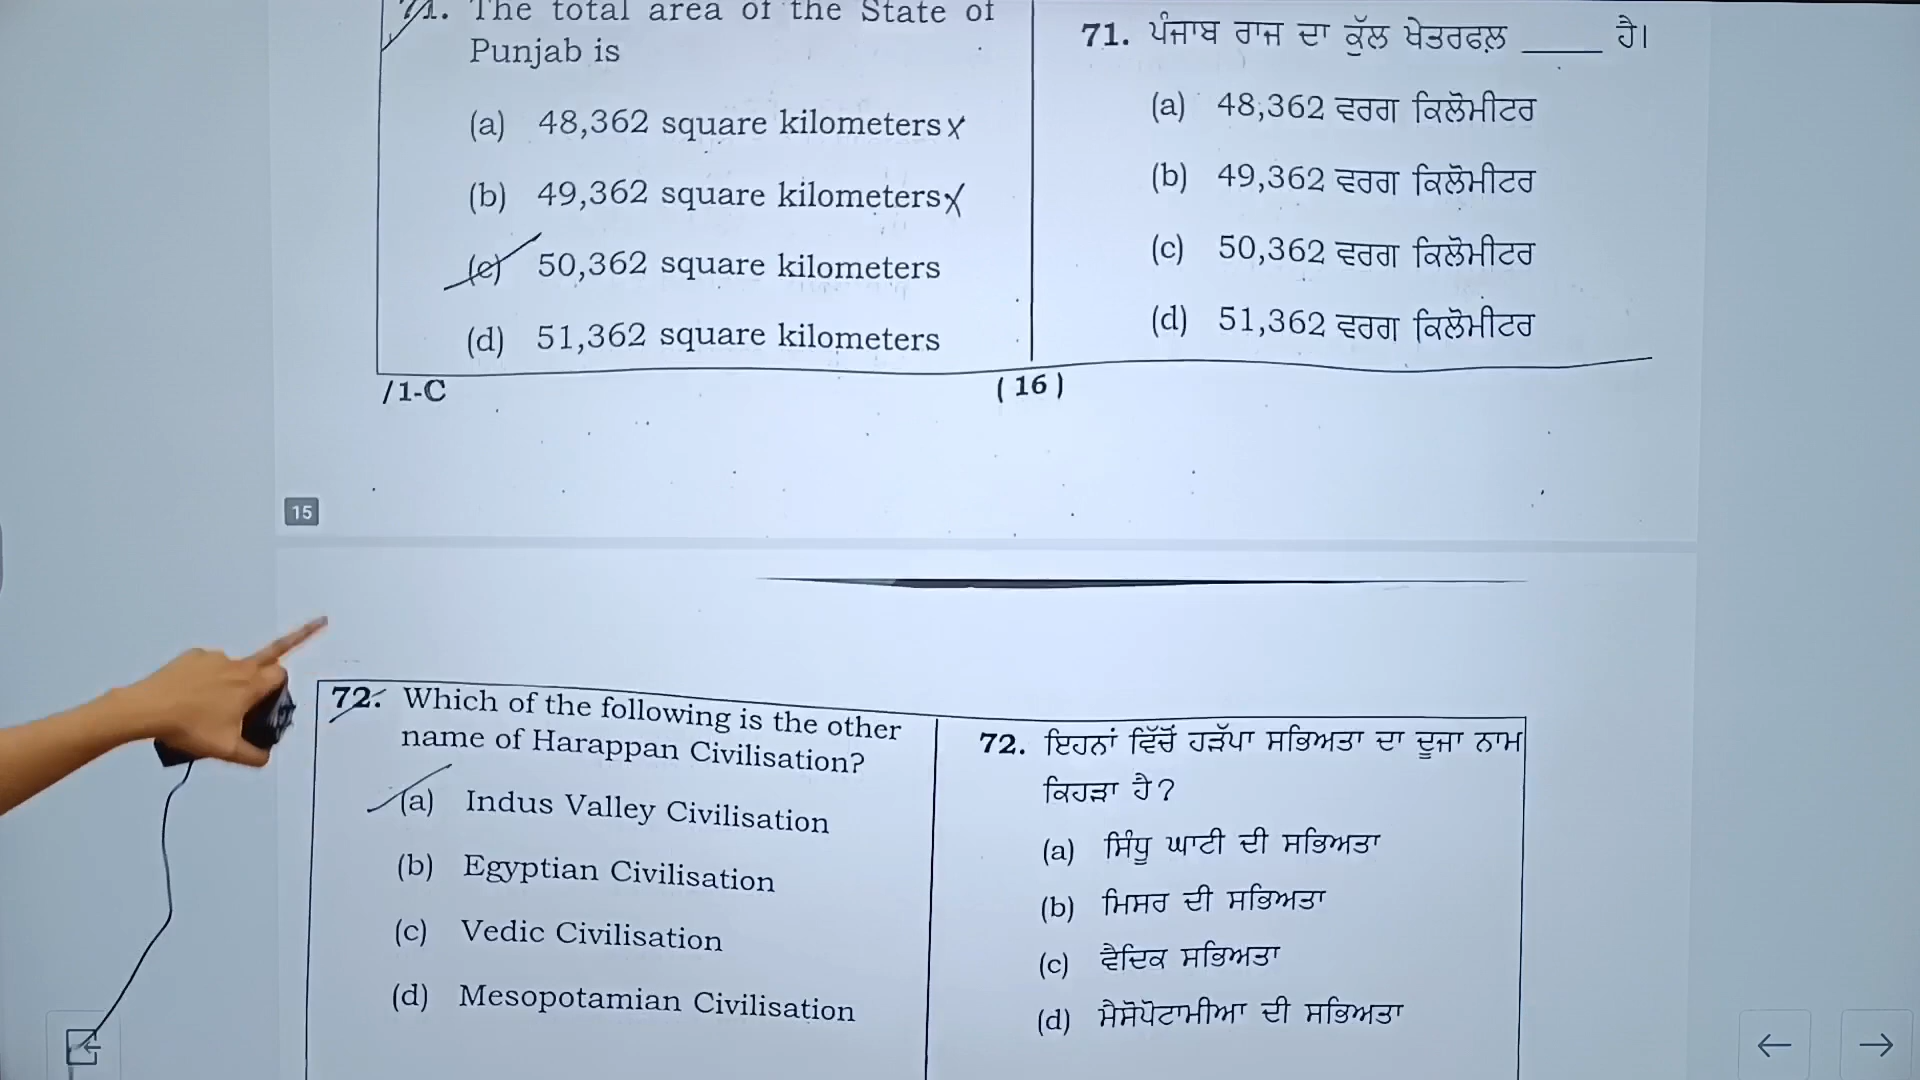 71. The total area of the State of
Punjab is
(a) 48,362 square kilometers
(b) 49,362 square kilometers
(c) 50,362 square kilometers
(d) 51,362 square kilometers
71. ਪੰਜਾਬ ਰਾਜ ਦਾ ਕੁੱਲ ਖੇਤਰਫਲ਼ _____ ਹੈ।
(a) 48,362 ਵਰਗ ਕਿਲੋਮੀਟਰ
(b) 49,362 ਵਰਗ ਕਿਲੋਮੀਟਰ
(c) 50,362 ਵਰਗ ਕਿਲੋਮੀਟਰ
(d) 51,362 ਵਰਗ ਕਿਲੋਮੀਟਰ
/1-C
( 16 )
15
72. Which of the following is the other
name of Harappan Civilisation?
(a) Indus Valley Civilisation
(b) Egyptian Civilisation
(c) Vedic Civilisation
(d) Mesopotamian Civilisation
72. ਇਹਨਾਂ ਵਿੱਚੋਂ ਹੜੱਪਾ ਸਭਿਅਤਾ ਦਾ ਦੂਜਾ ਨਾਮ
ਕਿਹੜਾ ਹੈ?
(a) ਸਿੰਧੂ ਘਾਟੀ ਦੀ ਸਭਿਅਤਾ
(b) ਮਿਸਰ ਦੀ ਸਭਿਅਤਾ
(c) ਵੈਦਿਕ ਸਭਿਅਤਾ
(d) ਮੈਸੋਪੋਟਾਮੀਆ ਦੀ ਸਭਿਅਤਾ